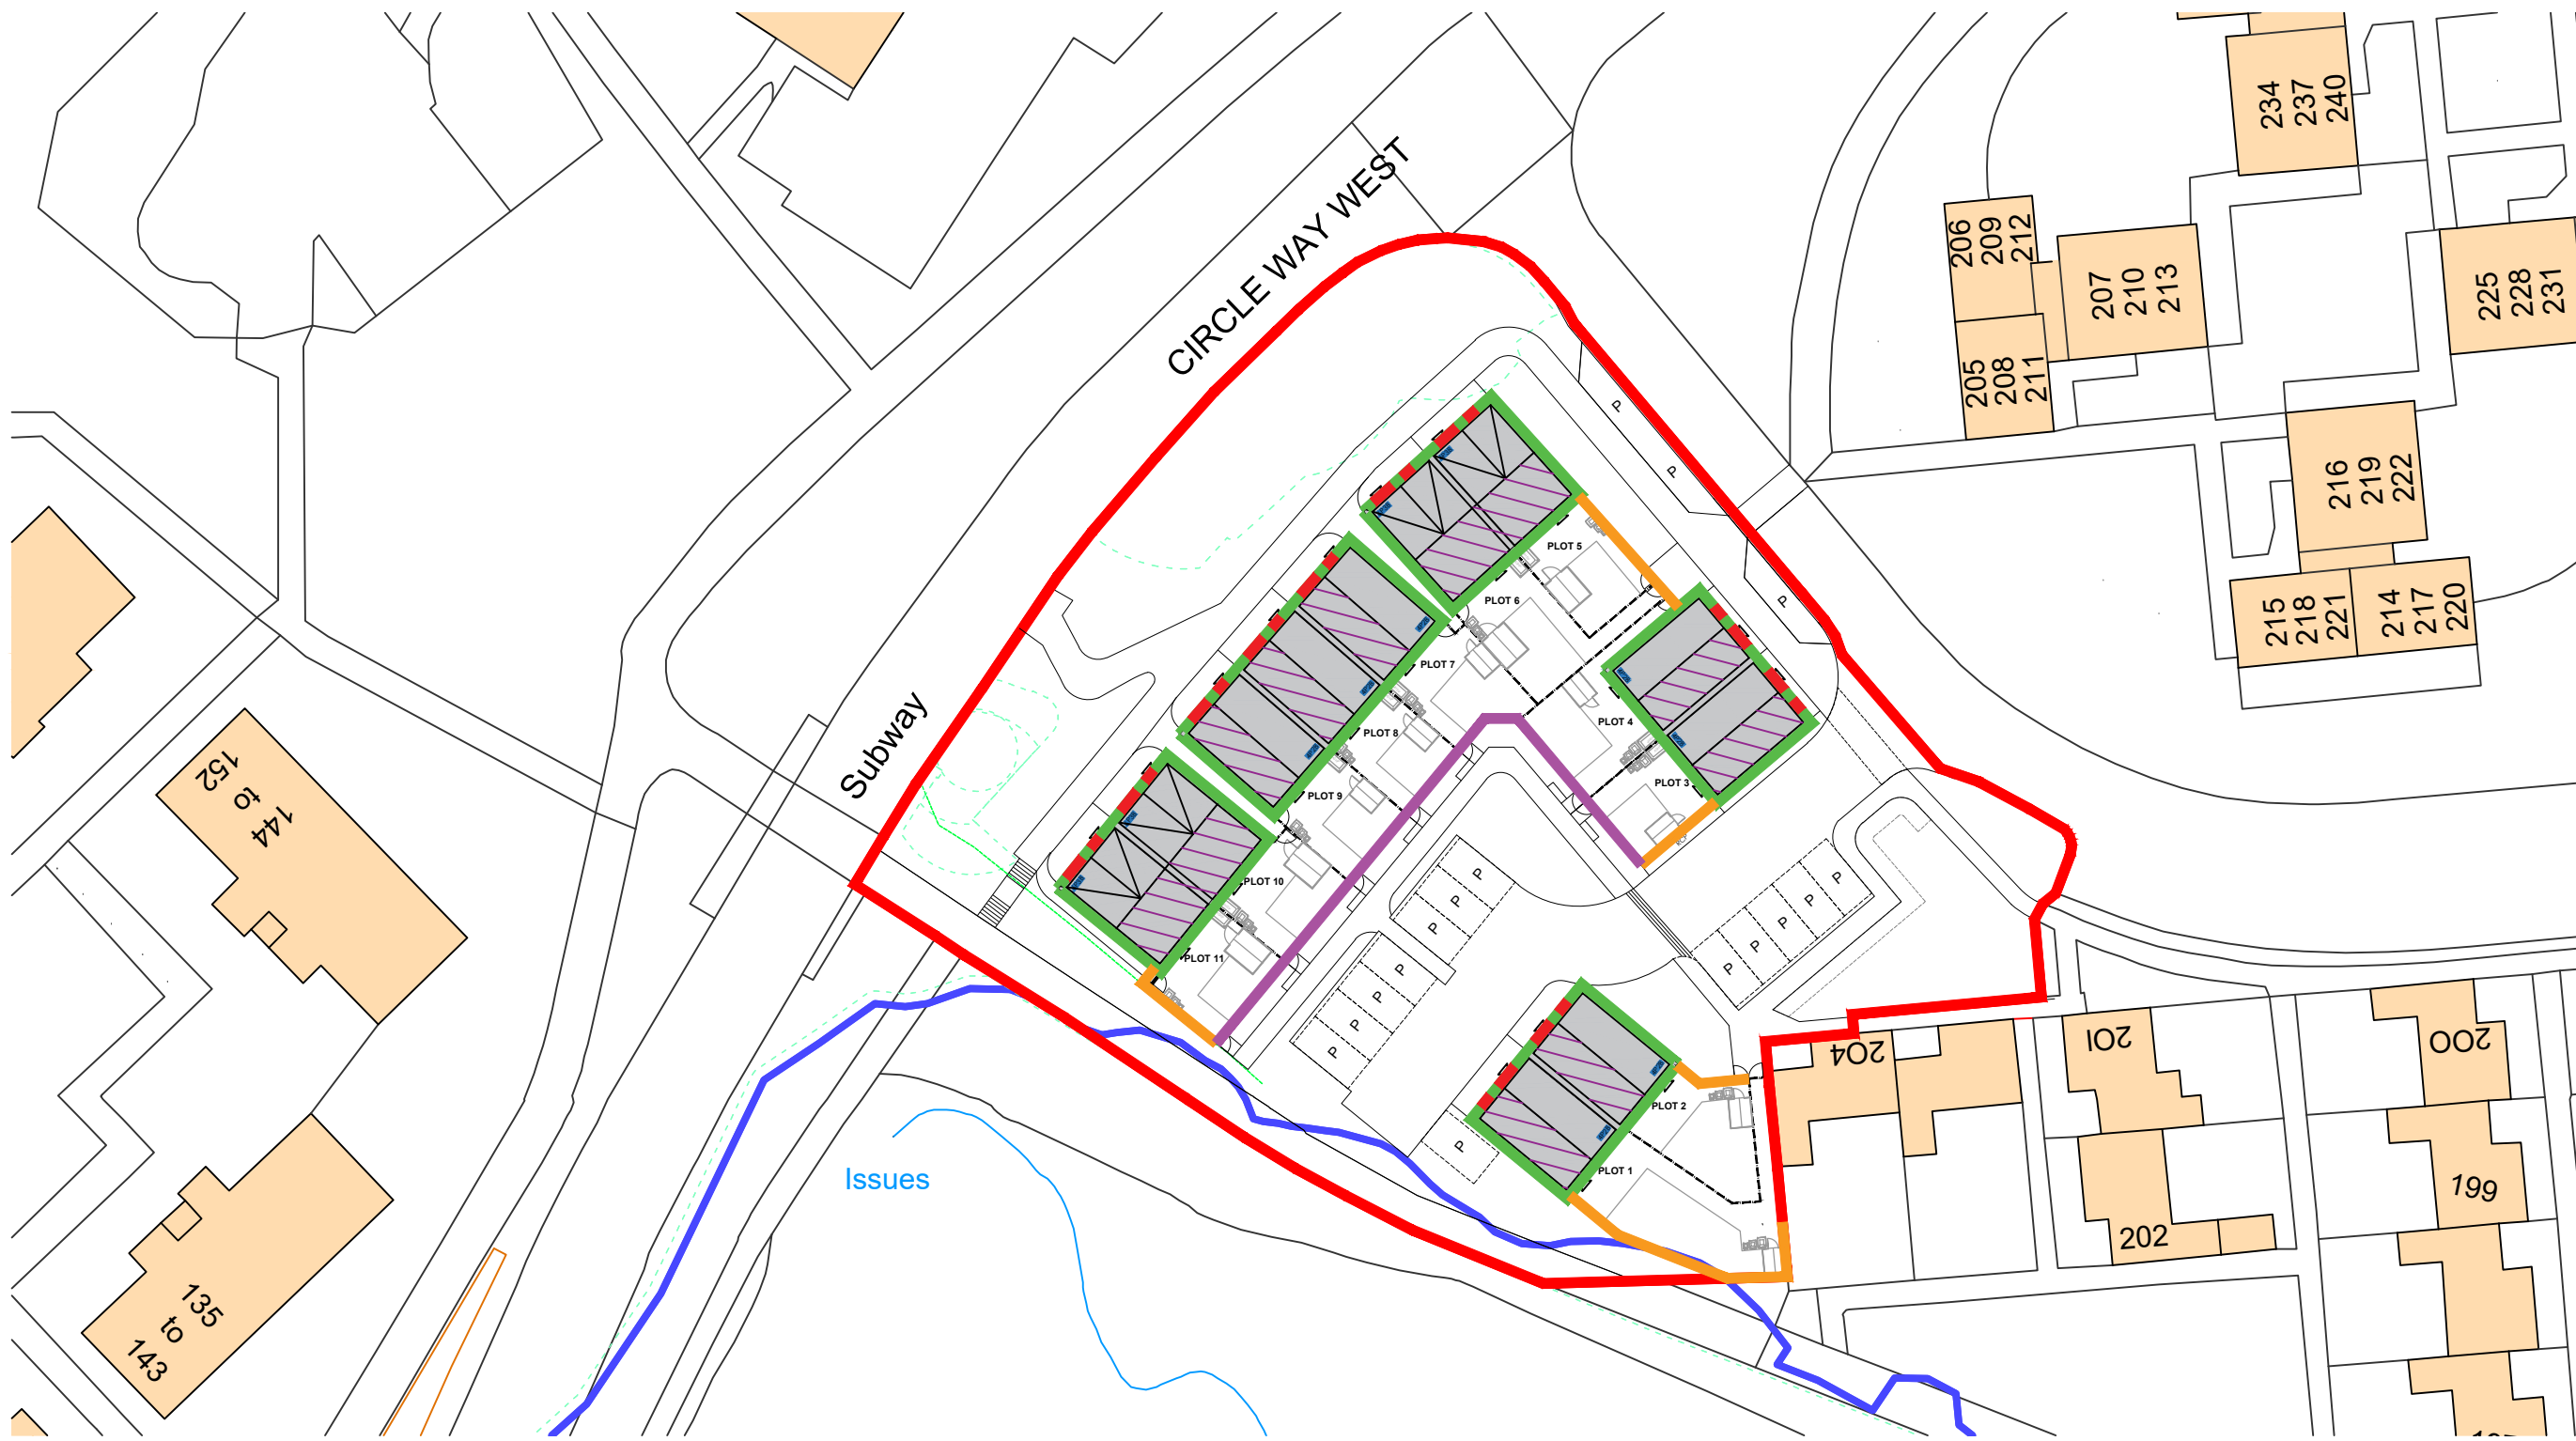 CIRCLE WAY WEST
Subway
Issues
234
237
240
206
209
212
207
210
213
205
208
211
225
228
231
216
219
222
215
218
221
214
217
220
P
P
P
PLOT 5
PLOT 6
PLOT 7
PLOT 4
PLOT 8
PLOT 3
PLOT 9
PLOT 10
PLOT 11
PLOT 2
PLOT 1
P
P
P
P
P
P
P
P
P
P
P
P
144
to
152
135
to
143
204
201
200
199
202